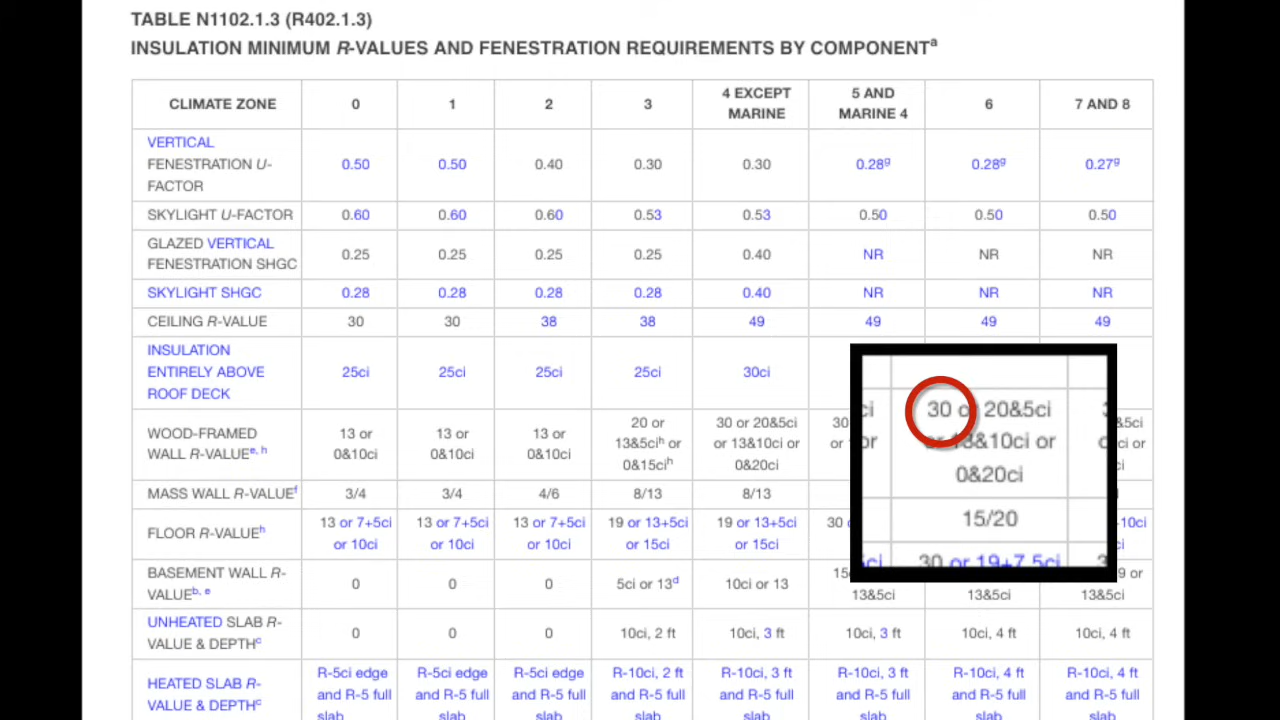 TABLE N1102.1.3 (R402.1.3)
INSULATION MINIMUM R-VALUES AND FENESTRATION REQUIREMENTS BY COMPONENTᵃ
CLIMATE ZONE 0 1 2 3 4 EXCEPT MARINE 5 AND MARINE 4 6 7 AND 8
VERTICAL FENESTRATION U-FACTOR 0.50 0.50 0.40 0.30 0.30 0.28ᵍ 0.28ᵍ 0.27ᵍ
SKYLIGHT U-FACTOR 0.60 0.60 0.60 0.53 0.53 0.50 0.50 0.50
GLAZED VERTICAL FENESTRATION SHGC 0.25 0.25 0.25 0.25 0.40 NR NR NR
SKYLIGHT SHGC 0.28 0.28 0.28 0.28 0.40 NR NR NR
CEILING R-VALUE 30 30 38 38 49 49 49 49
INSULATION ENTIRELY ABOVE ROOF DECK 25ci 25ci 25ci 25ci 30ci
WOOD-FRAMED WALL R-VALUEᵉ, ʰ 13 or 0&10ci 13 or 0&10ci 13 or 0&10ci 20 or 13&5ciʰ or 0&15ciʰ 30 or 20&5ci or 13&10ci or 0&20ci 30 or
MASS WALL R-VALUEᶠ 3/4 3/4 4/6 8/13 8/13
FLOOR R-VALUEʰ 13 or 7+5ci or 10ci 13 or 7+5ci or 10ci 13 or 7+5ci or 10ci 19 or 13+5ci or 15ci 19 or 13+5ci or 15ci 30
BASEMENT WALL R-VALUEᵇ, ᵉ 0 0 0 5ci or 13ᵈ 10ci or 13 13&5ci 13&5ci 13&5ci
UNHEATED SLAB R-VALUE & DEPTHᶜ 0 0 0 10ci, 2 ft 10ci, 3 ft 10ci, 3 ft 10ci, 4 ft 10ci, 4 ft
HEATED SLAB R-VALUE & DEPTHᶜ R-5ci edge and R-5 full slab R-5ci edge and R-5 full slab R-5ci edge and R-5 full slab R-10ci, 2 ft and R-5 full slab R-10ci, 3 ft and R-5 full slab R-10ci, 3 ft and R-5 full slab R-10ci, 4 ft and R-5 full slab R-10ci, 4 ft and R-5 full slab
30 or 20&5ci
or 13&10ci or
0&20ci
15/20
30 or 19+7.5ci